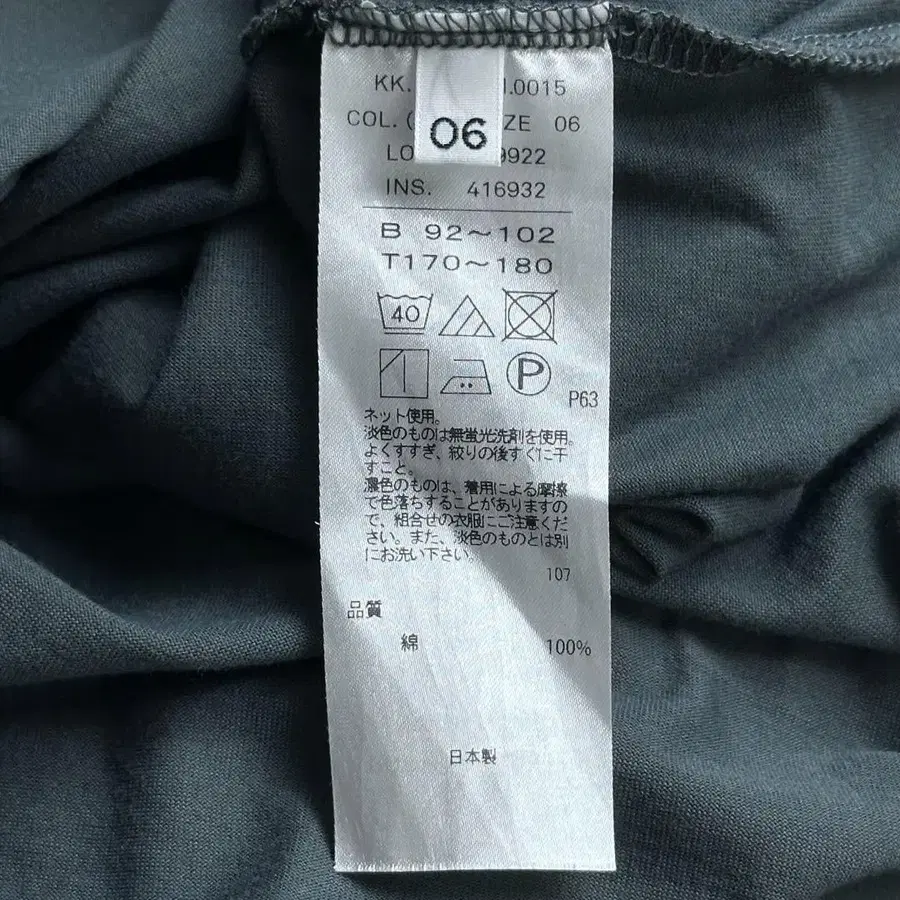 KK. .0015
COL. ( ZE 06
06
LO 9922
INS. 416932
B 92～102
T170～180
40
P
P63
ネット使用。
淡色のものは無蛍光洗剤を使用。
よくすすぎ、絞りの後すぐに干
すこと。
濃色のものは、着用による摩擦
で色落ちすることがありますの
で、組合せの衣服にご注意くだ
さい。また、淡色のものとは別
にお洗い下さい。
107
品質
綿 100%
日本製